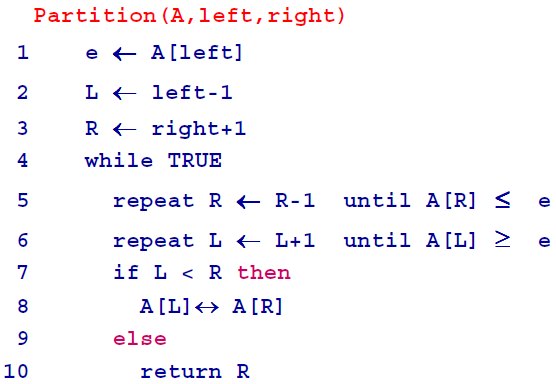 Partition(A,left,right)
1 e ← A[left]
2 L ← left-1
3 R ← right+1
4 while TRUE
5 repeat R ← R-1 until A[R] ≤ e
6 repeat L ← L+1 until A[L] ≥ e
7 if L < R then
8 A[L]↔ A[R]
9 else
10 return R